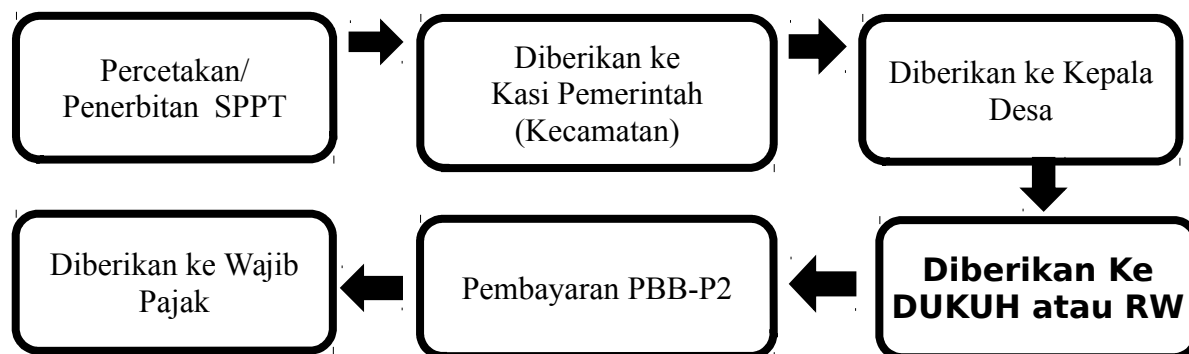 Percetakan/
Penerbitan SPPT
Diberikan ke
Kasi Pemerintah
(Kecamatan)
Diberikan ke Kepala
Desa
Diberikan Ke
DUKUH atau RW
Pembayaran PBB-P2
Diberikan ke Wajib
Pajak